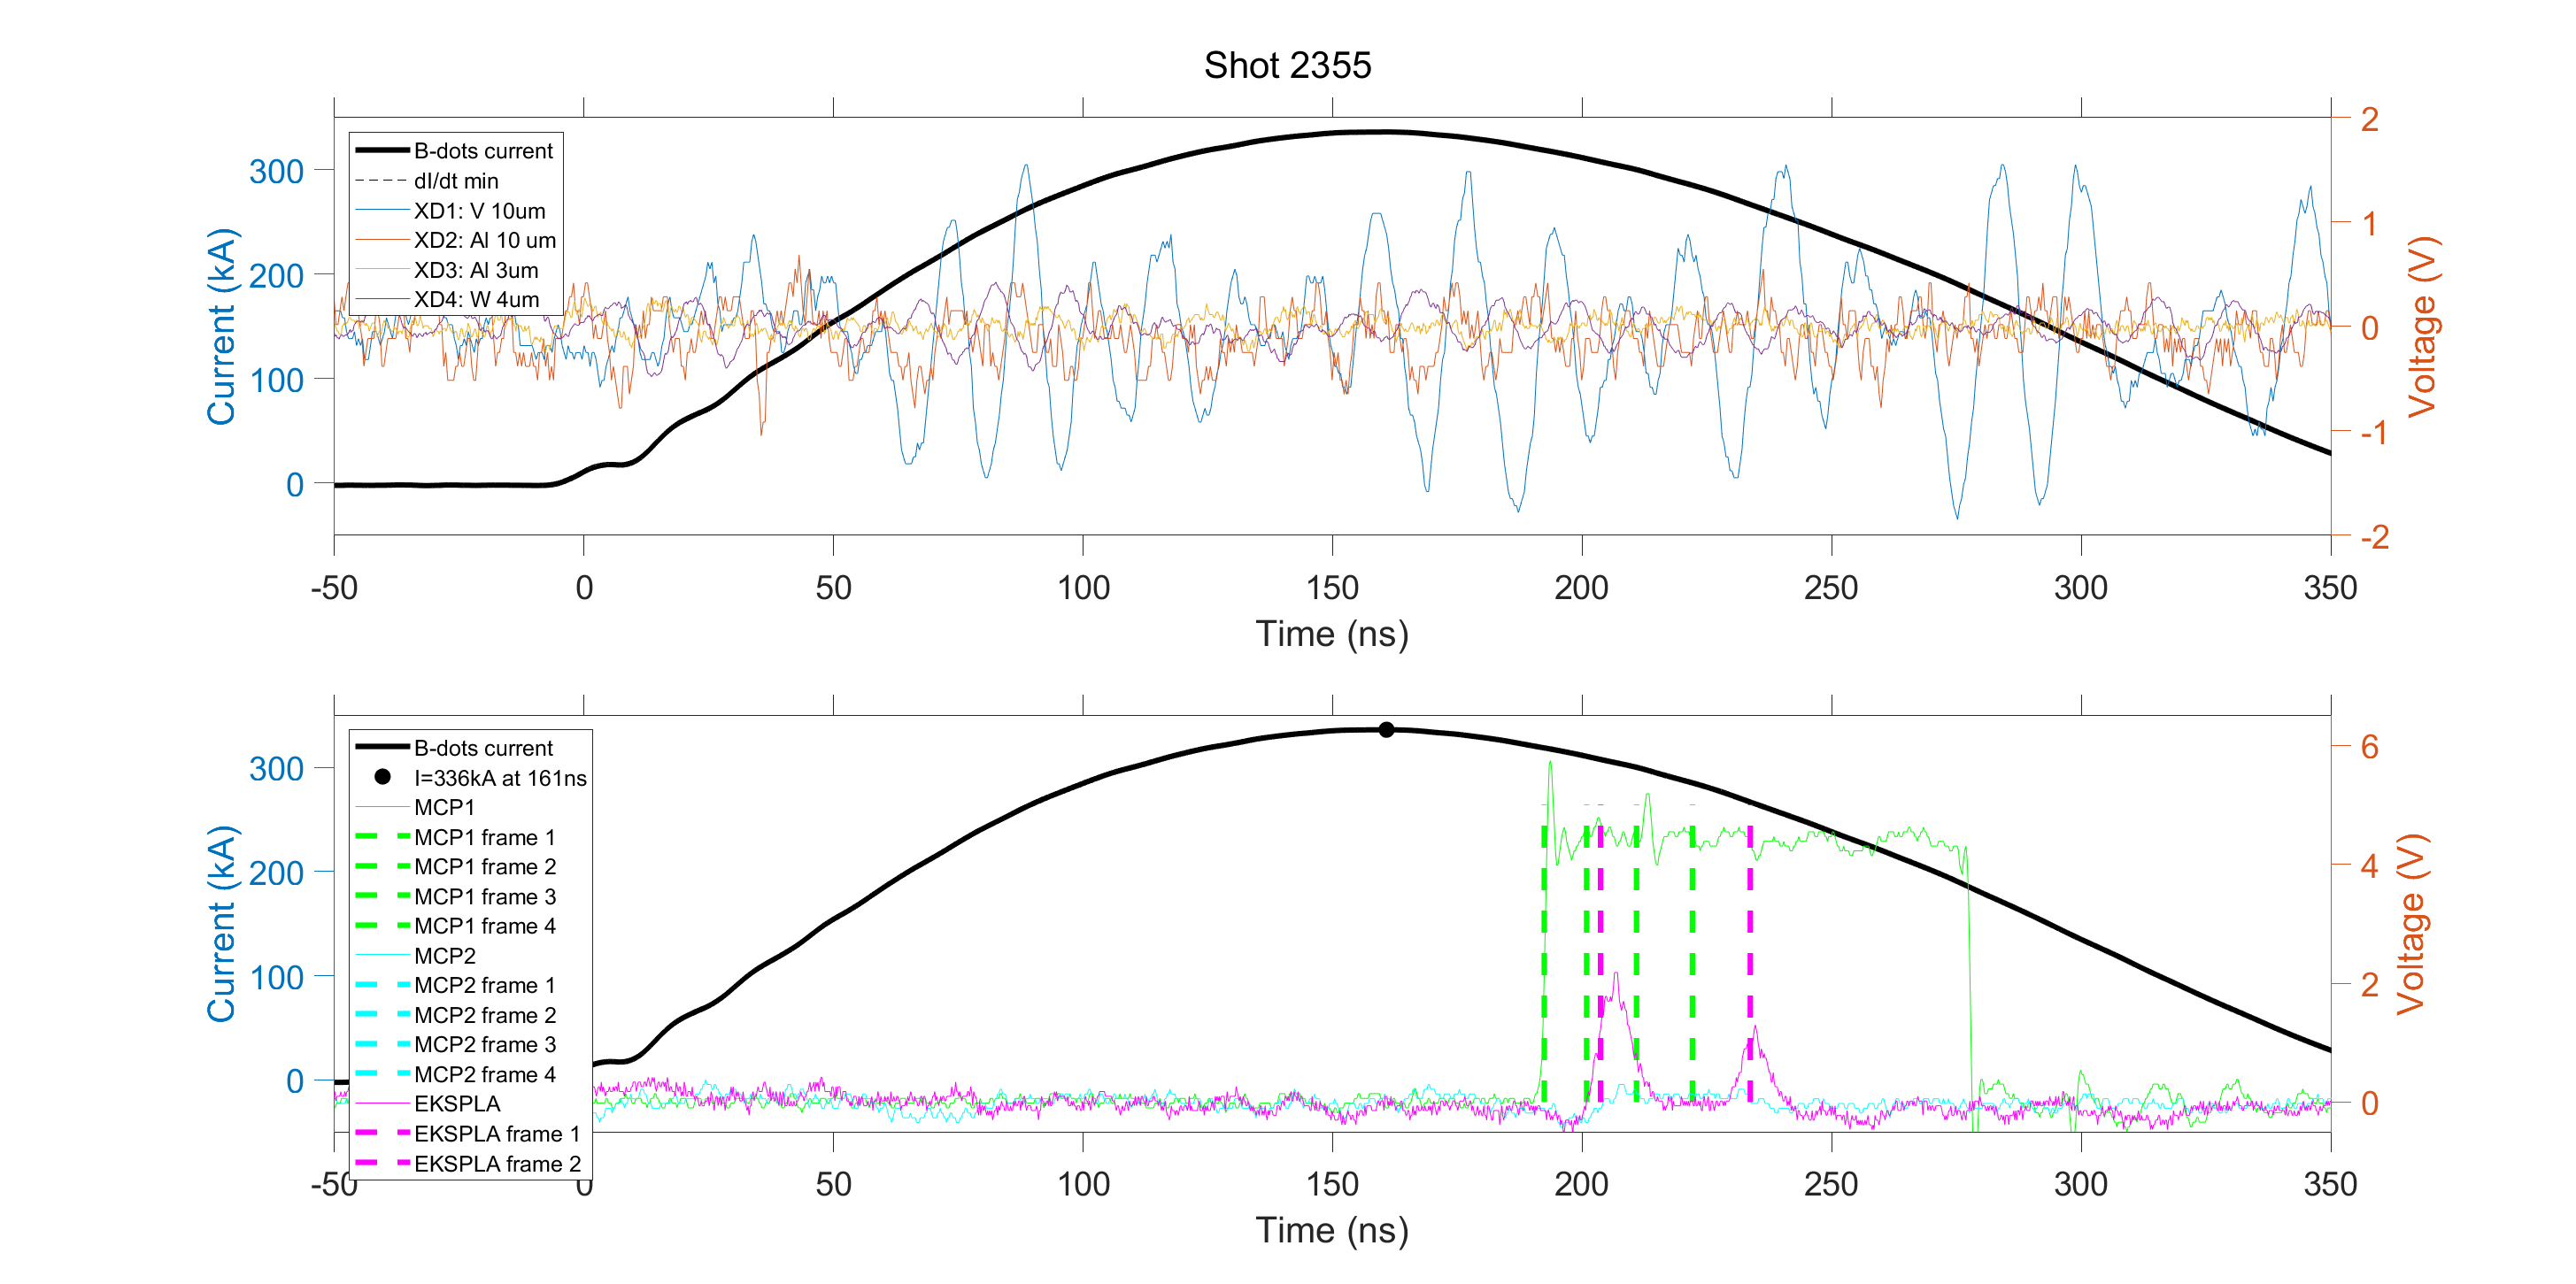 Shot 2355
B-dots current
dI/dt min
XD1: V 10um
XD2: Al 10 um
XD3: Al 3um
XD4: W 4um
300
200
100
0
Current (kA)
2
1
0
-1
-2
Voltage (V)
-50 0 50 100 150 200 250 300 350
Time (ns)
B-dots current
I=336kA at 161ns
MCP1
MCP1 frame 1
MCP1 frame 2
MCP1 frame 3
MCP1 frame 4
MCP2
MCP2 frame 1
MCP2 frame 2
MCP2 frame 3
MCP2 frame 4
EKSPLA
EKSPLA frame 1
EKSPLA frame 2
300
200
100
0
Current (kA)
6
4
2
0
Voltage (V)
-50 0 50 100 150 200 250 300 350
Time (ns)